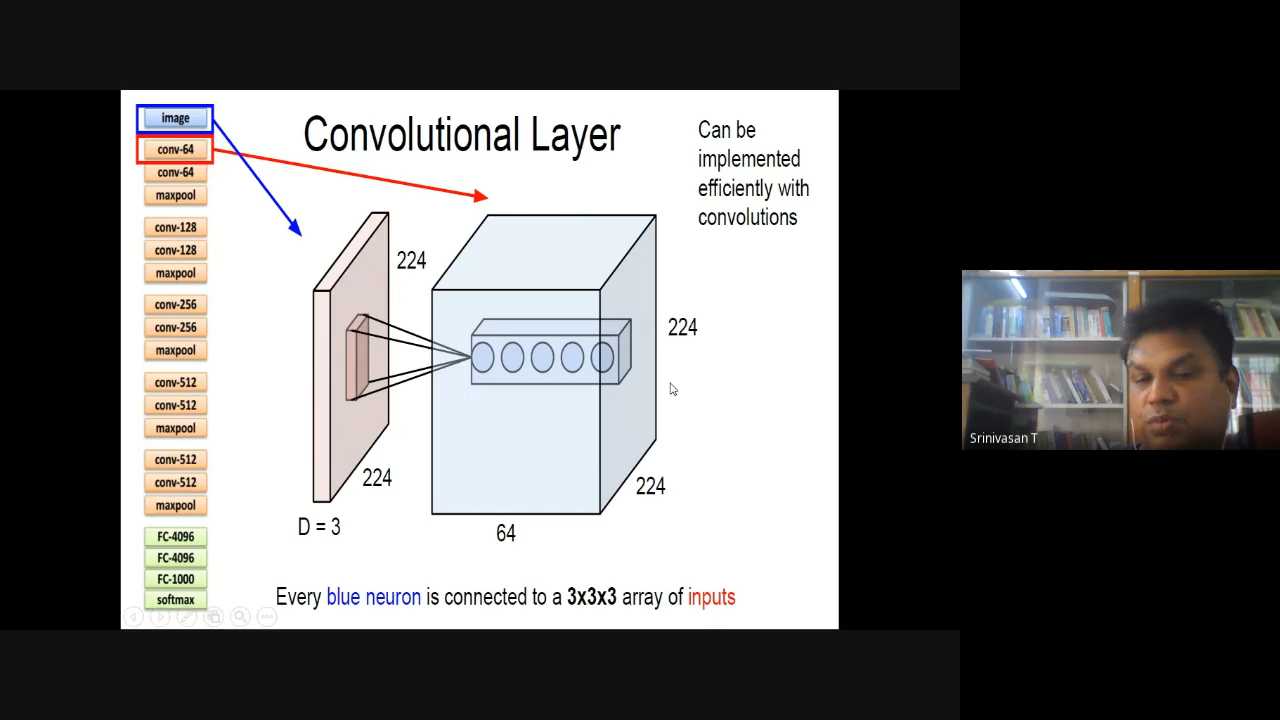 image
conv-64
conv-64
maxpool
conv-128
conv-128
maxpool
conv-256
conv-256
maxpool
conv-512
conv-512
maxpool
conv-512
conv-512
maxpool
FC-4096
FC-4096
FC-1000
softmax
Convolutional Layer
Can be
implemented
efficiently with
convolutions
224
224
D = 3
224
224
64
Every blue neuron is connected to a 3x3x3 array of inputs
Srinivasan T